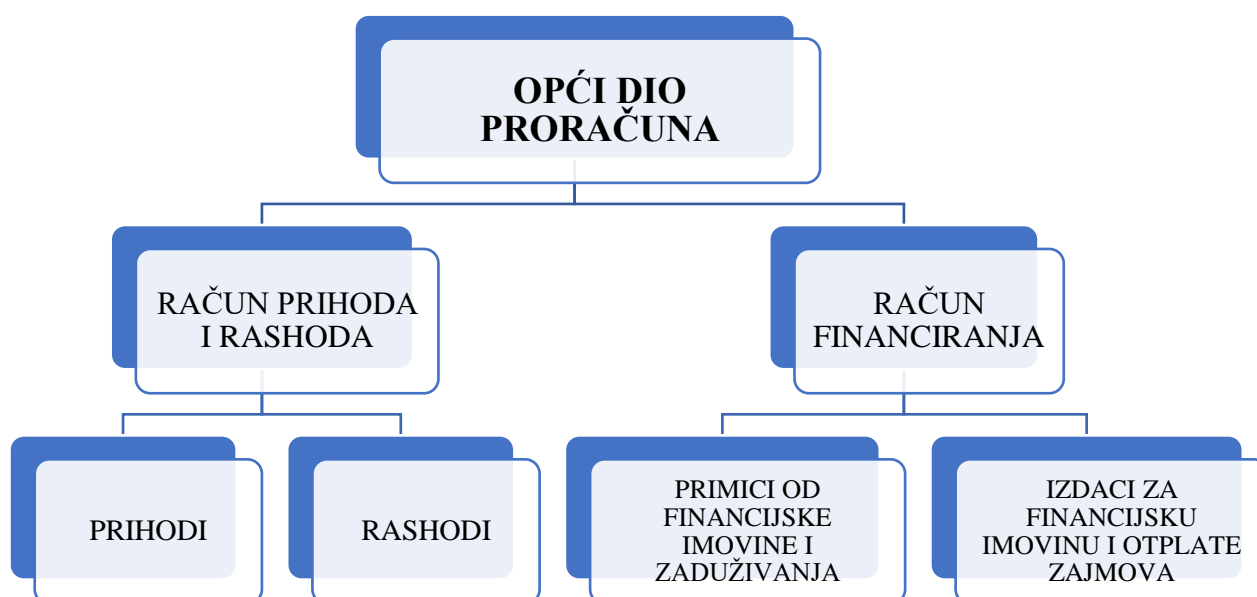 OPĆI DIO
PRORAČUNA
RAČUN PRIHODA
I RASHODA
RAČUN
FINANCIRANJA
PRIHODI
RASHODI
PRIMICI OD
FINANCIJSKE
IMOVINE I
ZADUŽIVANJA
IZDACI ZA
FINANCIJSKU
IMOVINU I OTPLATE
ZAJMOVA